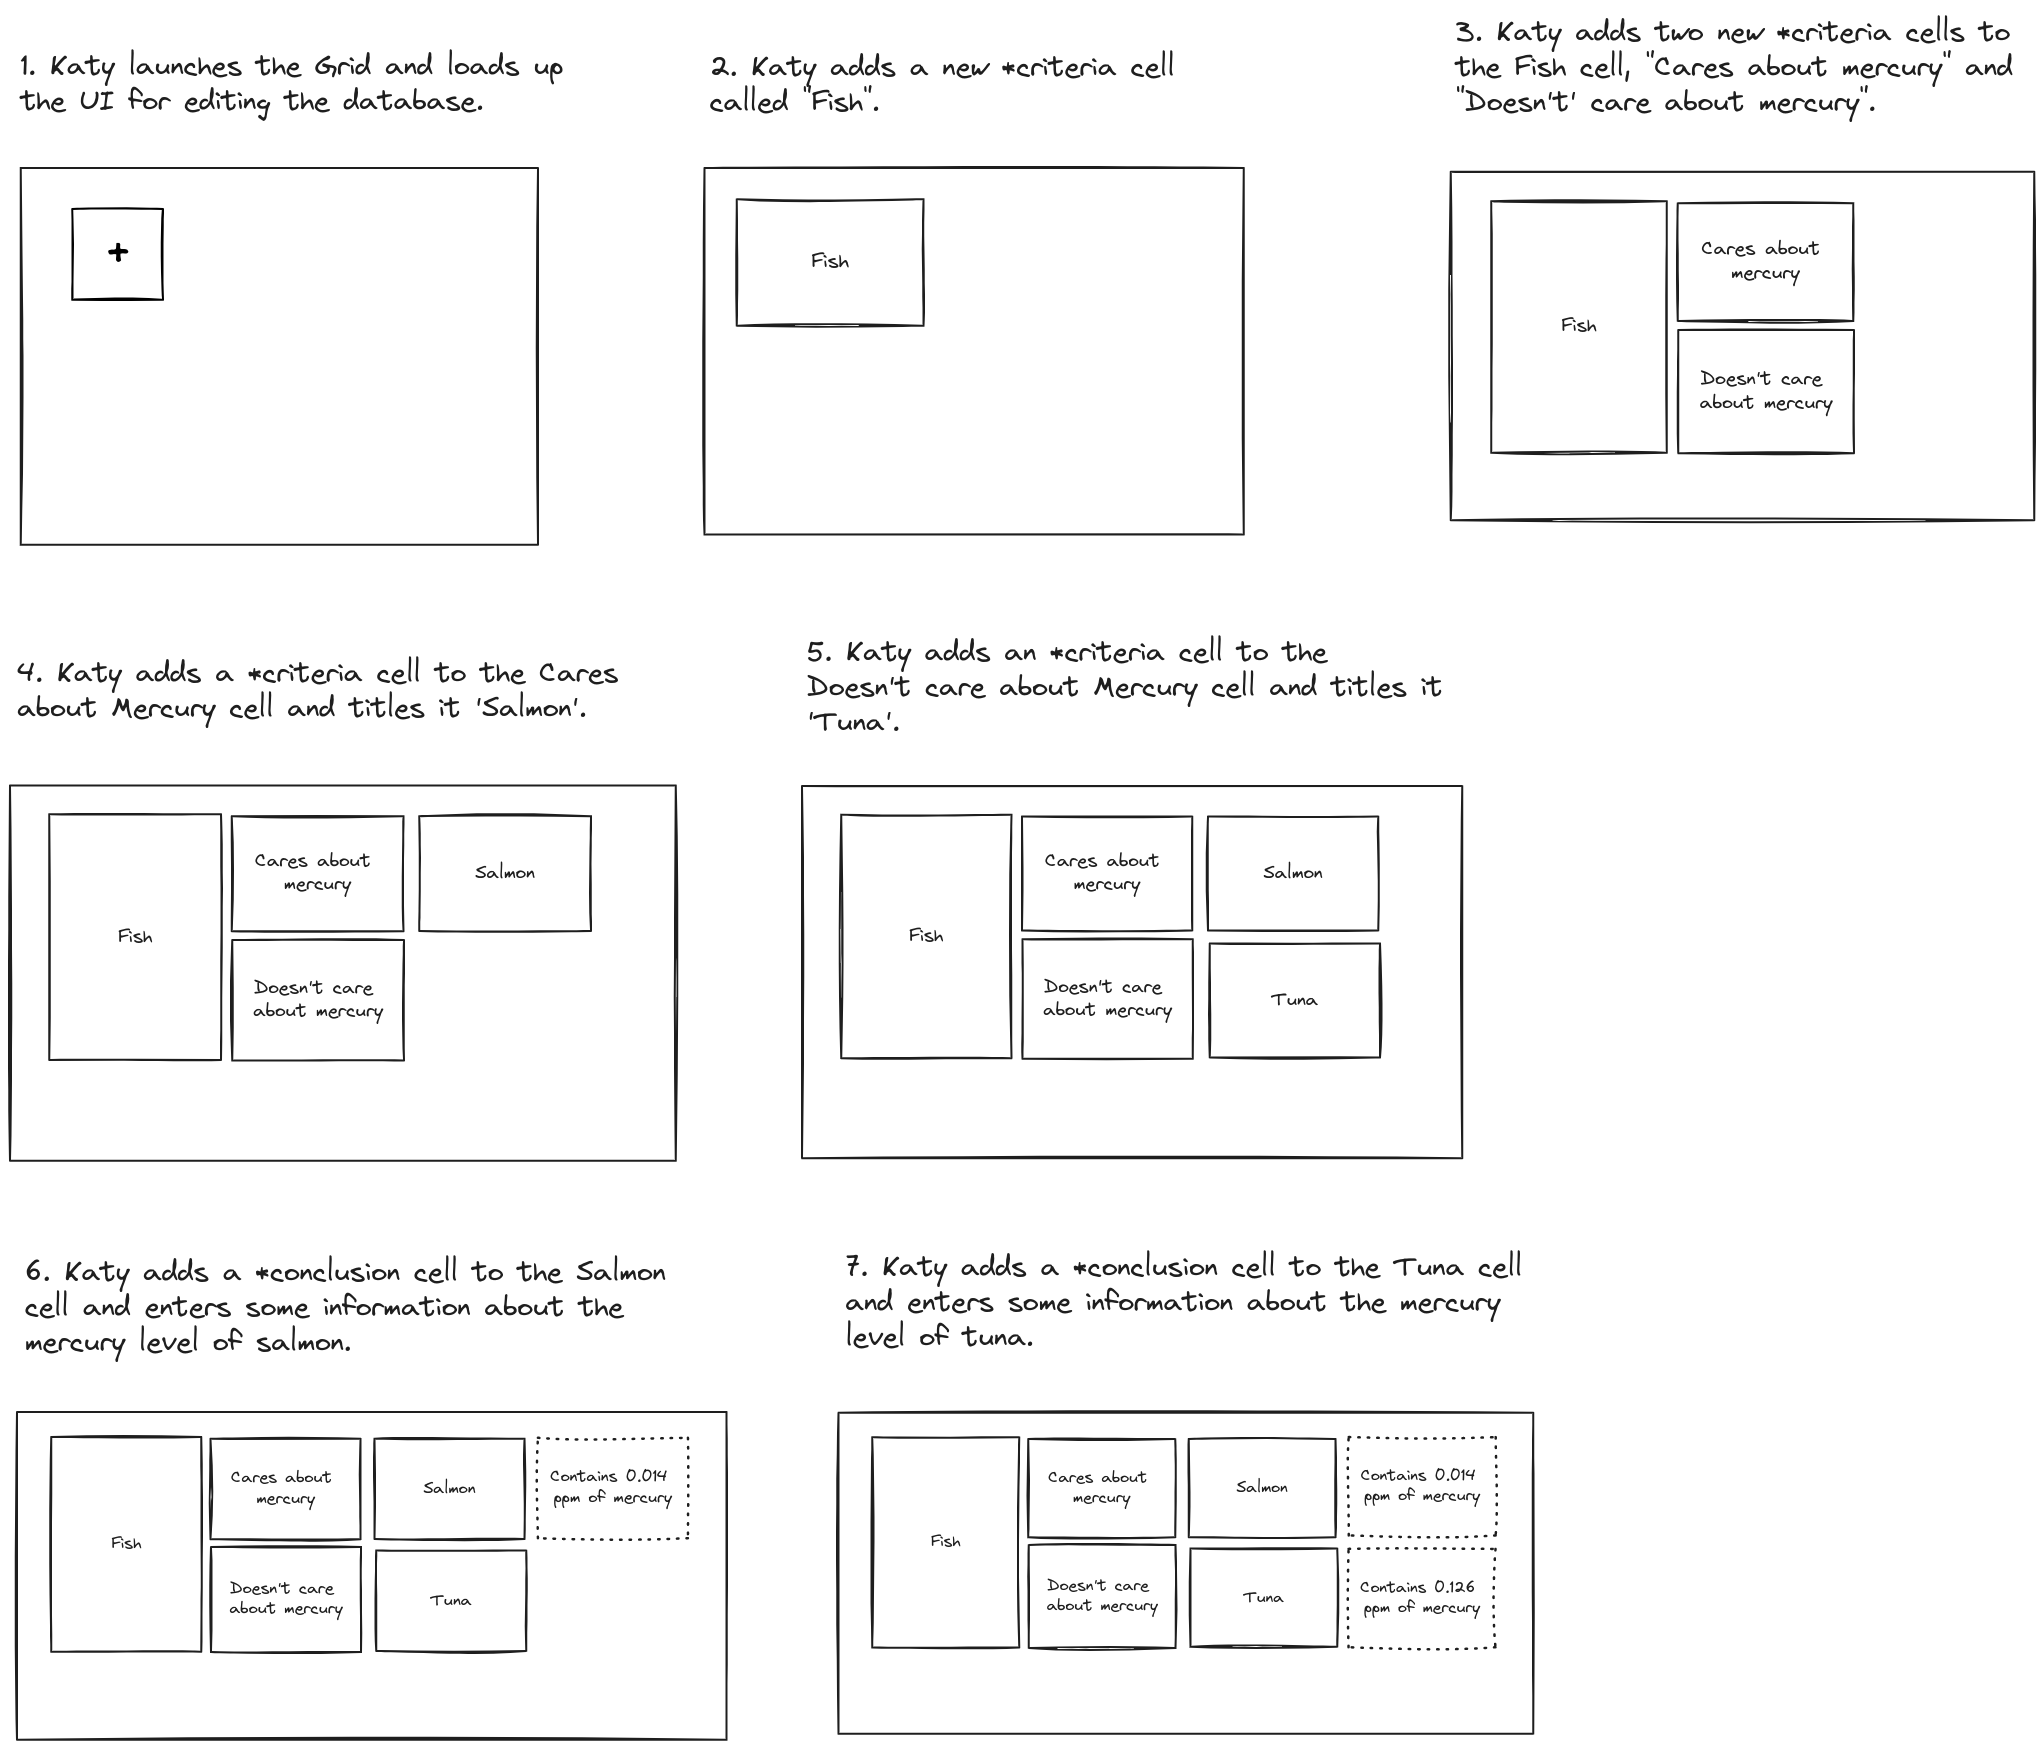 1. Katy launches the Grid and loads up
the UI for editing the database.
+
2. Katy adds a new *criteria cell
called "Fish".
Fish
3. Katy adds two new *criteria cells to
the Fish cell, "Cares about mercury" and
"Doesn't' care about mercury".
Fish
Cares about
mercury
Doesn't care
about mercury
4. Katy adds a *criteria cell to the Cares
about Mercury cell and titles it 'Salmon'.
Fish
Cares about
mercury
Salmon
Doesn't care
about mercury
5. Katy adds an *criteria cell to the
Doesn't care about Mercury cell and titles it
'Tuna'.
Fish
Cares about
mercury
Salmon
Doesn't care
about mercury
Tuna
6. Katy adds a *conclusion cell to the Salmon
cell and enters some information about the
mercury level of salmon.
Fish
Cares about
mercury
Salmon
Contains 0.014
ppm of mercury
Doesn't care
about mercury
Tuna
7. Katy adds a *conclusion cell to the Tuna cell
and enters some information about the mercury
level of tuna.
Fish
Cares about
mercury
Salmon
Contains 0.014
ppm of mercury
Doesn't care
about mercury
Tuna
Contains 0.126
ppm of mercury